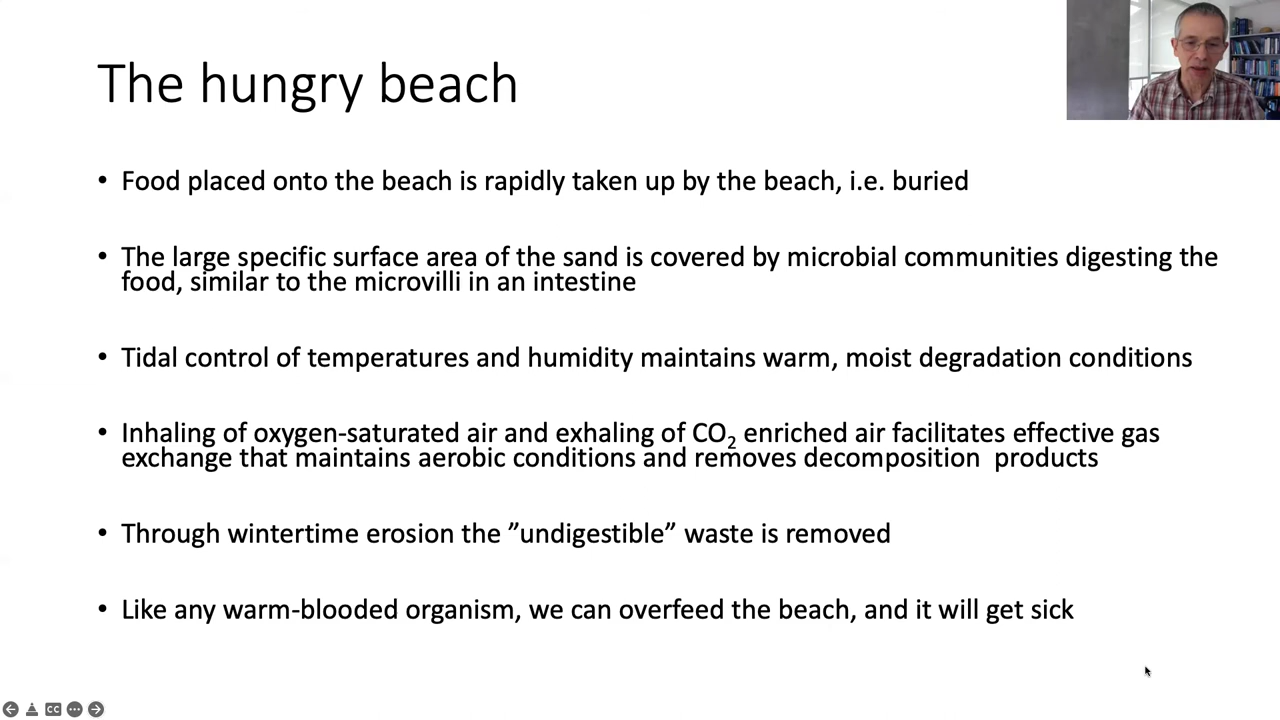 The hungry beach
• Food placed onto the beach is rapidly taken up by the beach, i.e. buried
• The large specific surface area of the sand is covered by microbial communities digesting the
food, similar to the microvilli in an intestine
• Tidal control of temperatures and humidity maintains warm, moist degradation conditions
• Inhaling of oxygen-saturated air and exhaling of CO₂ enriched air facilitates effective gas
exchange that maintains aerobic conditions and removes decomposition  products
• Through wintertime erosion the ”undigestible” waste is removed
• Like any warm-blooded organism, we can overfeed the beach, and it will get sick
CC